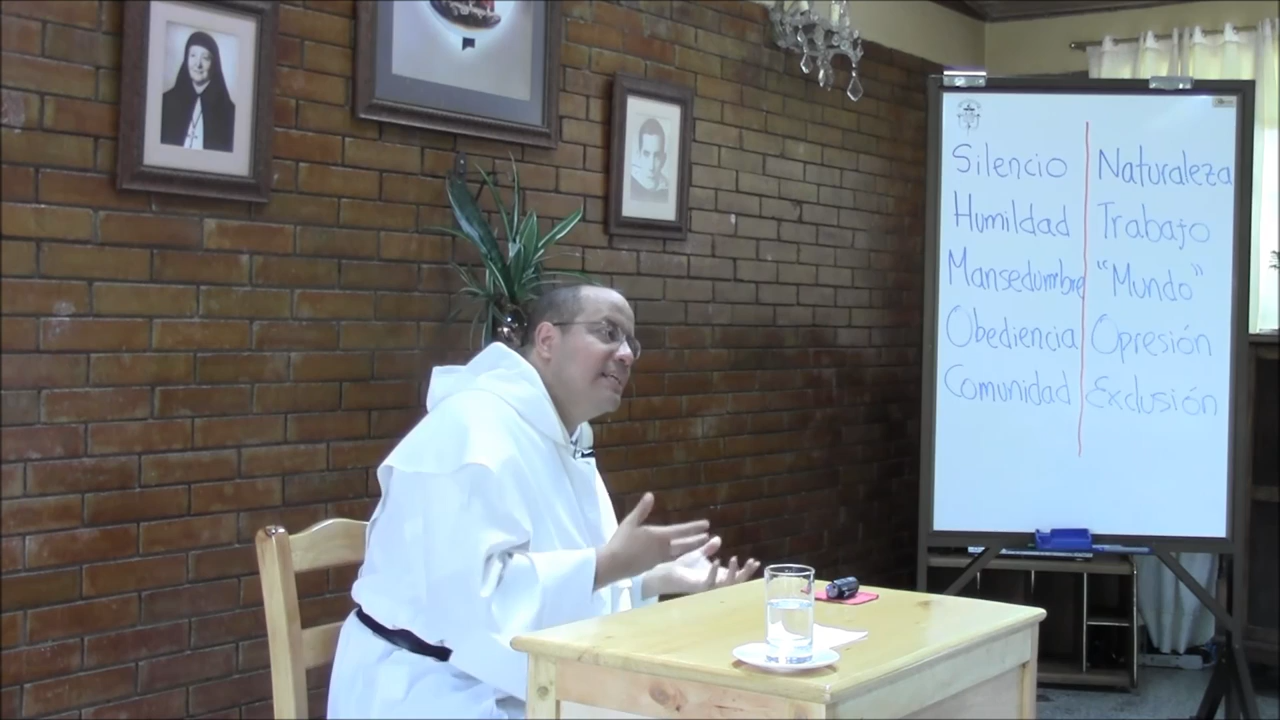 Silencio Naturaleza
Humildad Trabajo
Mansedumbre "Mundo"
Obediencia Opresión
Comunidad Exclusión